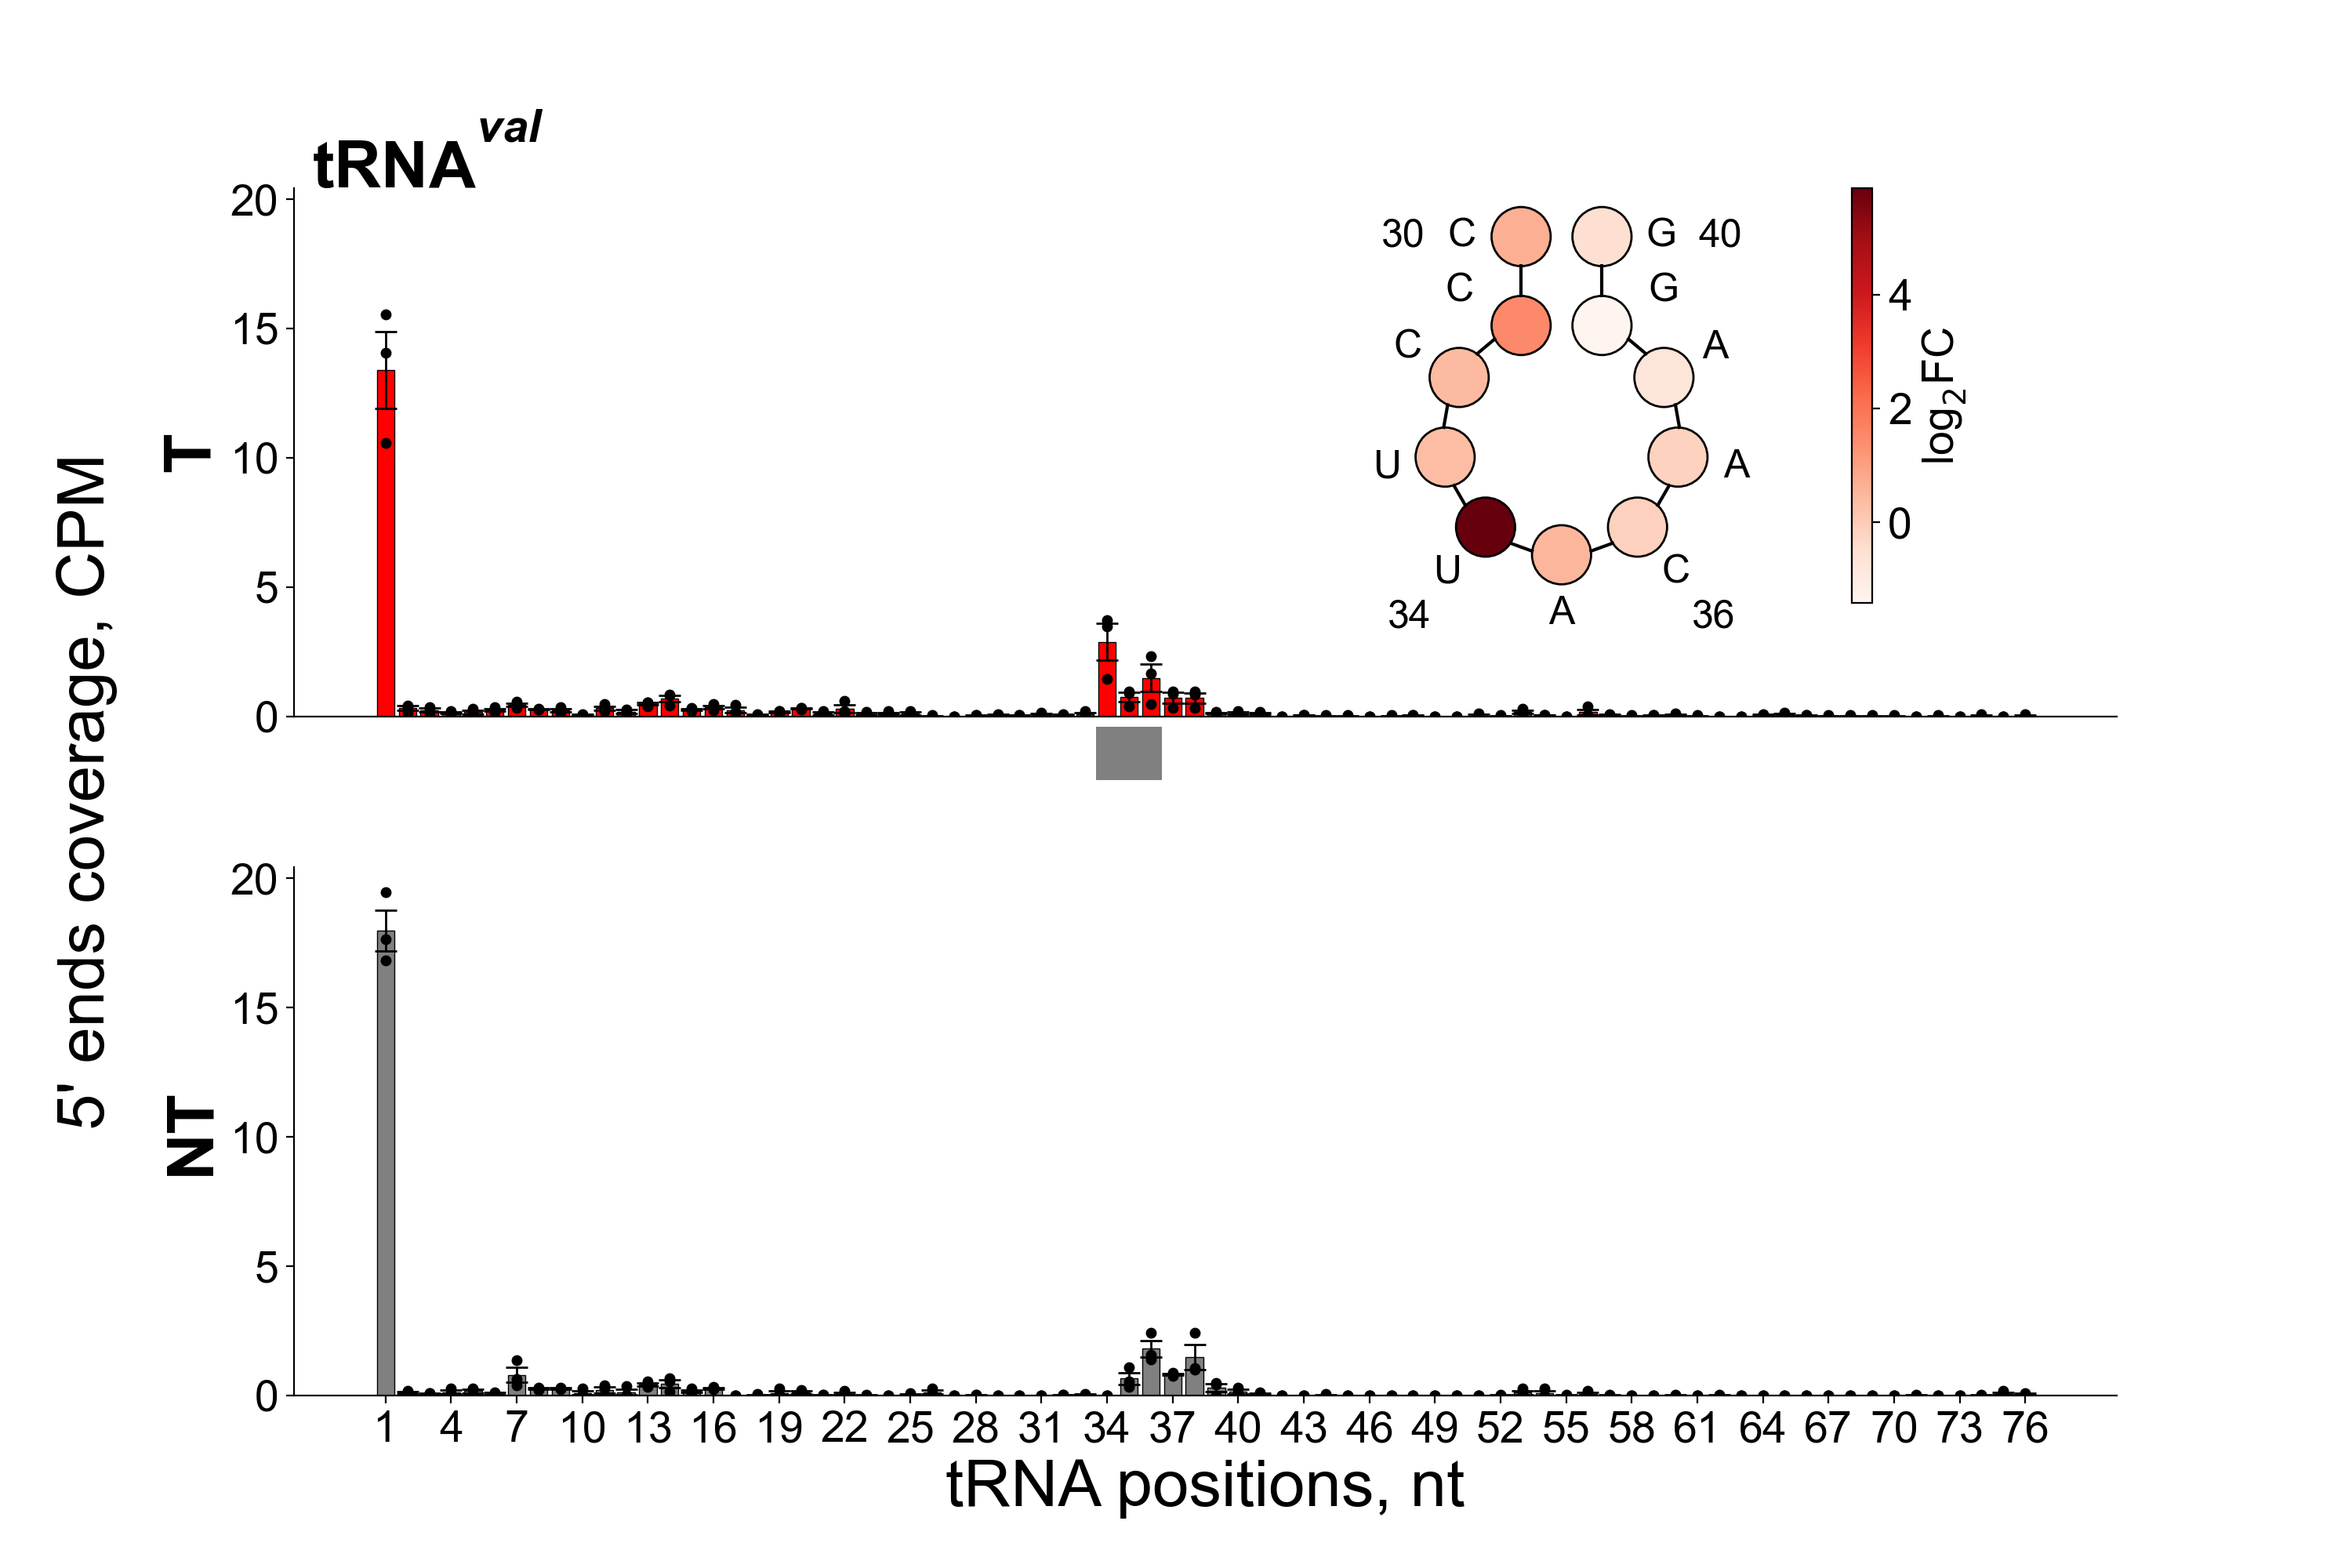 tRNAval
5' ends coverage, CPM
T
20
15
10
5
0
30 C G 40
C G
C A
U A
U C
34 A 36
4
2
0
log2FC
NT
20
15
10
5
0
1 4 7 10 13 16 19 22 25 28 31 34 37 40 43 46 49 52 55 58 61 64 67 70 73 76
tRNA positions, nt